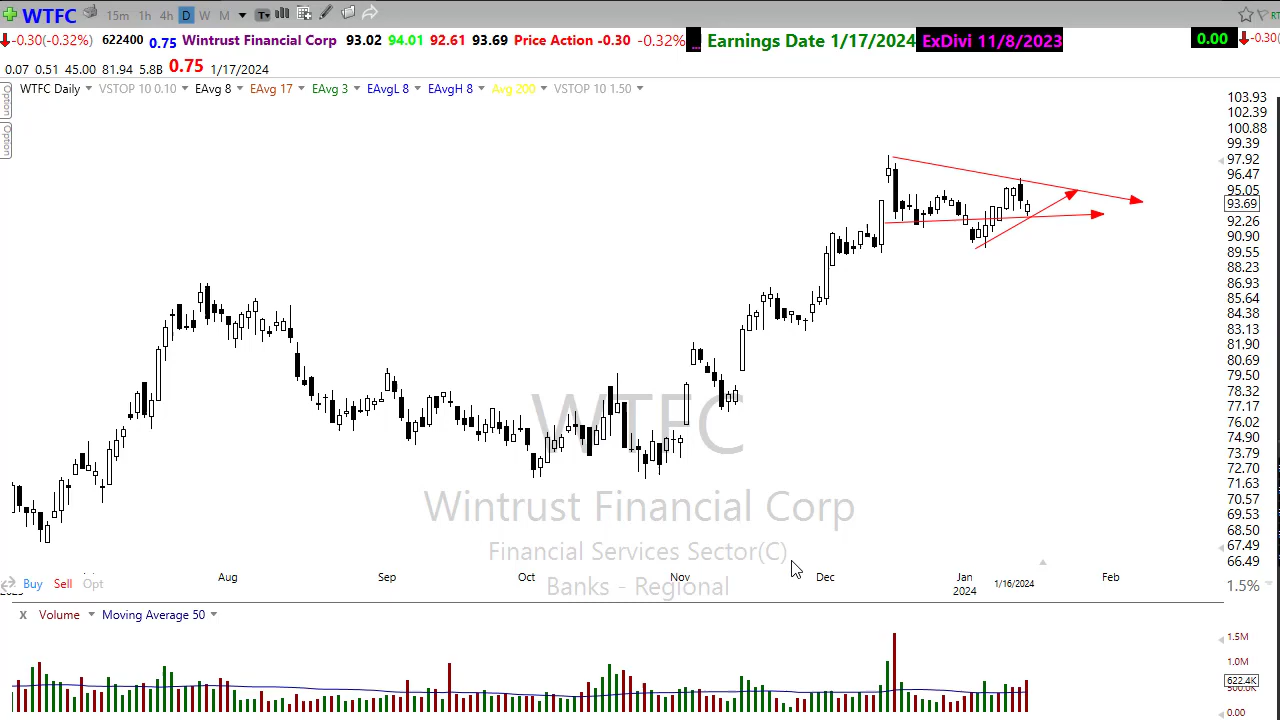 WTFC 15m 1h 4h D W M T
-0.30(-0.32%) 622400 0.75 Wintrust Financial Corp 93.02 94.01 92.61 93.69 Price Action -0.30 -0.32% ... Earnings Date 1/17/2024 ExDivi 11/8/2023 0.00 -0.30(
0.07 0.51 45.00 81.94 5.8B 0.75 1/17/2024
WTFC Daily VSTOP 10 0.10 EAvg 8 EAvg 17 EAvg 3 EAvgL 8 EAvgH 8 Avg 200 VSTOP 10 1.50
Option
Option
103.93
102.39
100.88
99.39
97.92
96.47
95.05
93.69
92.26
90.90
89.55
88.23
86.93
85.64
84.38
83.13
81.90
80.69
79.50
78.32
77.17
76.02
74.90
73.79
72.70
71.63
70.57
69.53
68.50
67.49
66.49
WTFC
Wintrust Financial Corp
Financial Services Sector(C)
Banks - Regional
Buy Sell Opt
Aug Sep Oct Nov Dec Jan 1/16/2024 Feb
2024
1.5%
X Volume Moving Average 50
1.5M
1.0M
622.4K
500.0K
0.00